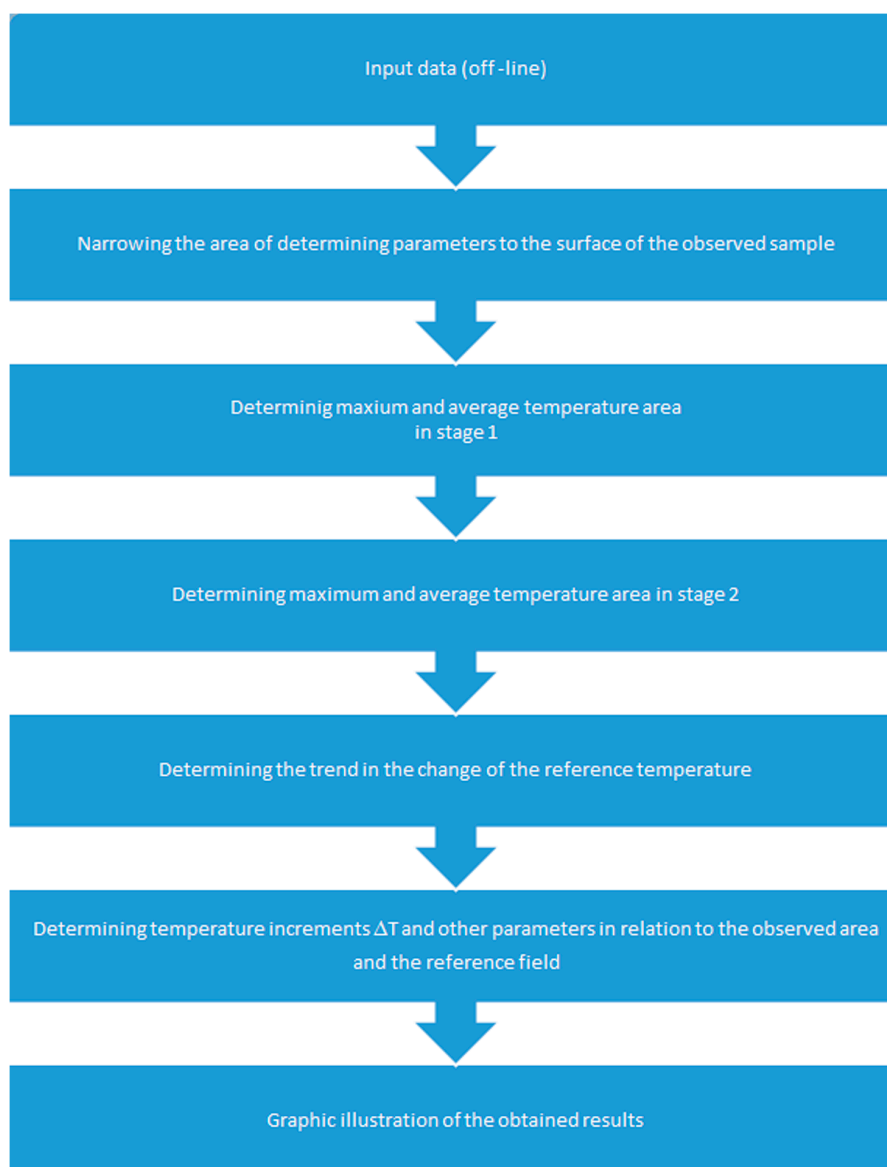 Input data (off -line)
Narrowing the area of determining parameters to the surface of the observed sample
Determinig maxium and average temperature area
in stage 1
Determining maximum and average temperature area in stage 2
Determining the trend in the change of the reference temperature
Determining temperature increments ΔT and other parameters in relation to the observed area
and the reference field
Graphic illustration of the obtained results